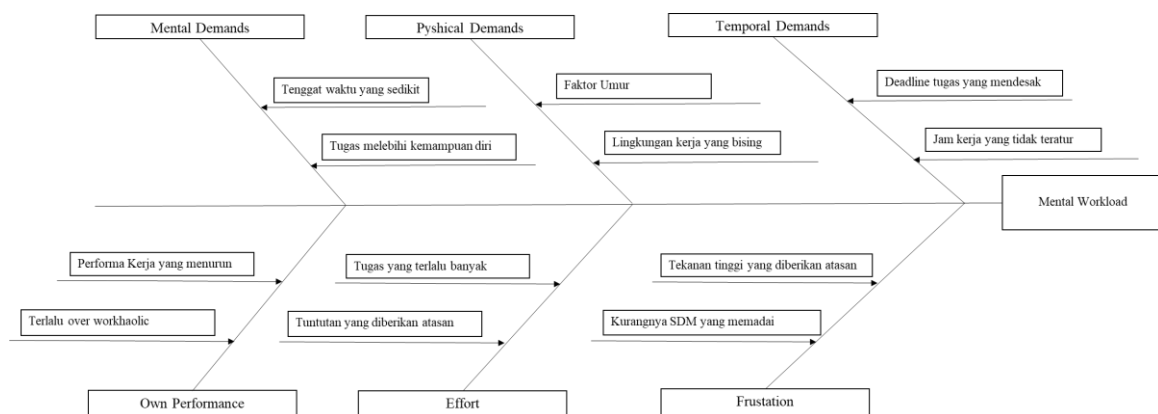 Mental Demands
Pyshical Demands
Temporal Demands
Tenggat waktu yang sedikit
Faktor Umur
Deadline tugas yang mendesak
Tugas melebihi kemampuan diri
Lingkungan kerja yang bising
Jam kerja yang tidak teratur
Mental Workload
Performa Kerja yang menurun
Tugas yang terlalu banyak
Tekanan tinggi yang diberikan atasan
Terlalu over workhaolic
Tuntutan yang diberikan atasan
Kurangnya SDM yang memadai
Own Performance
Effort
Frustation